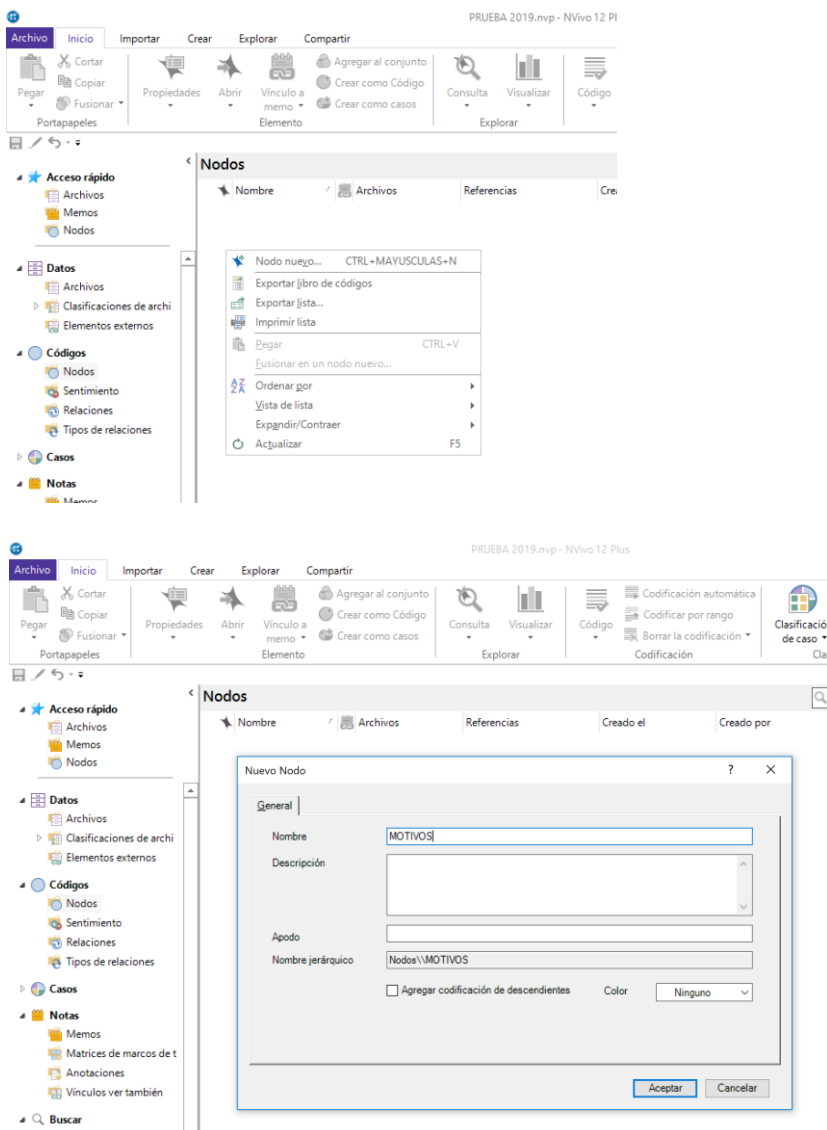 PRUEBA 2019.nvp - NVivo 12 Pl
Archivo Inicio Importar Crear Explorar Compartir
Pegar
Cortar
Copiar
Fusionar
Portapapeles
Propiedades
Abrir
Vínculo a
memo
Agregar al conjunto
Crear como Código
Crear como casos
Elemento
Consulta
Visualizar
Explorar
Código
Acceso rápido
Archivos
Memos
Nodos
Datos
Archivos
Clasificaciones de archi
Elementos externos
Códigos
Nodos
Sentimiento
Relaciones
Tipos de relaciones
Casos
Notas
Memos
Nodos
Nombre Archivos Referencias Crea
Nodo nuevo... CTRL+MAYUSCULAS+N
Exportar libro de códigos
Exportar lista...
Imprimir lista
Pegar CTRL+V
Fusionar en un nodo nuevo...
Ordenar por
Vista de lista
Expandir/Contraer
Actualizar F5
PRUEBA 2019.nvp - NVivo 12 Plus
Archivo Inicio Importar Crear Explorar Compartir
Pegar
Cortar
Copiar
Fusionar
Portapapeles
Propiedades
Abrir
Vínculo a
memo
Agregar al conjunto
Crear como Código
Crear como casos
Elemento
Consulta
Visualizar
Explorar
Código
Codificación automática
Codificar por rango
Borrar la codificación
Codificación
Clasificació
de caso
Cla
Acceso rápido
Archivos
Memos
Nodos
Datos
Archivos
Clasificaciones de archi
Elementos externos
Códigos
Nodos
Sentimiento
Relaciones
Tipos de relaciones
Casos
Notas
Memos
Matrices de marcos de t
Anotaciones
Vínculos ver también
Buscar
Nodos
Nombre Archivos Referencias Creado el Creado por
Nuevo Nodo ?
General
Nombre MOTIVOS
Descripción
Apodo
Nombre jerárquico Nodos\\MOTIVOS
Agregar codificación de descendientes Color Ninguno
Aceptar Cancelar